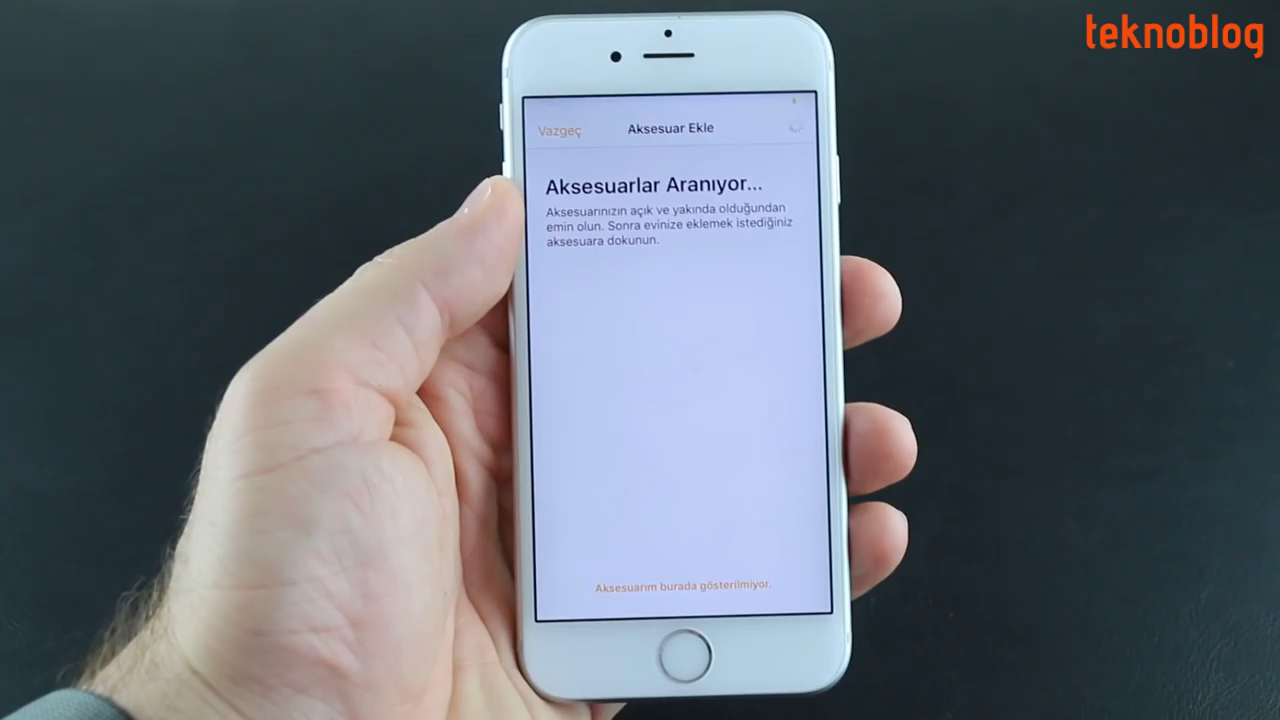 teknoblog
Vazgeç
Aksesuar Ekle
Aksesuarlar Aranıyor...
Aksesuarınızın açık ve yakında olduğundan
emin olun. Sonra evinize eklemek istediğiniz
aksesuara dokunun.
Aksesuarım burada gösterilmiyor.